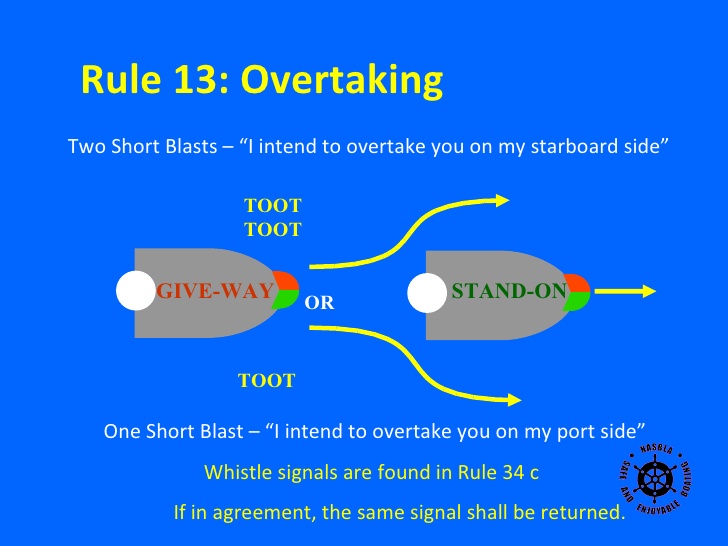 Rule 13: Overtaking
Two Short Blasts – “I intend to overtake you on my starboard side”
TOOT
TOOT
GIVE-WAY
OR
STAND-ON
TOOT
One Short Blast – “I intend to overtake you on my port side”
Whistle signals are found in Rule 34 c
NASBLA
SAFE AND ENJOYABLE BOATING
If in agreement, the same signal shall be returned.